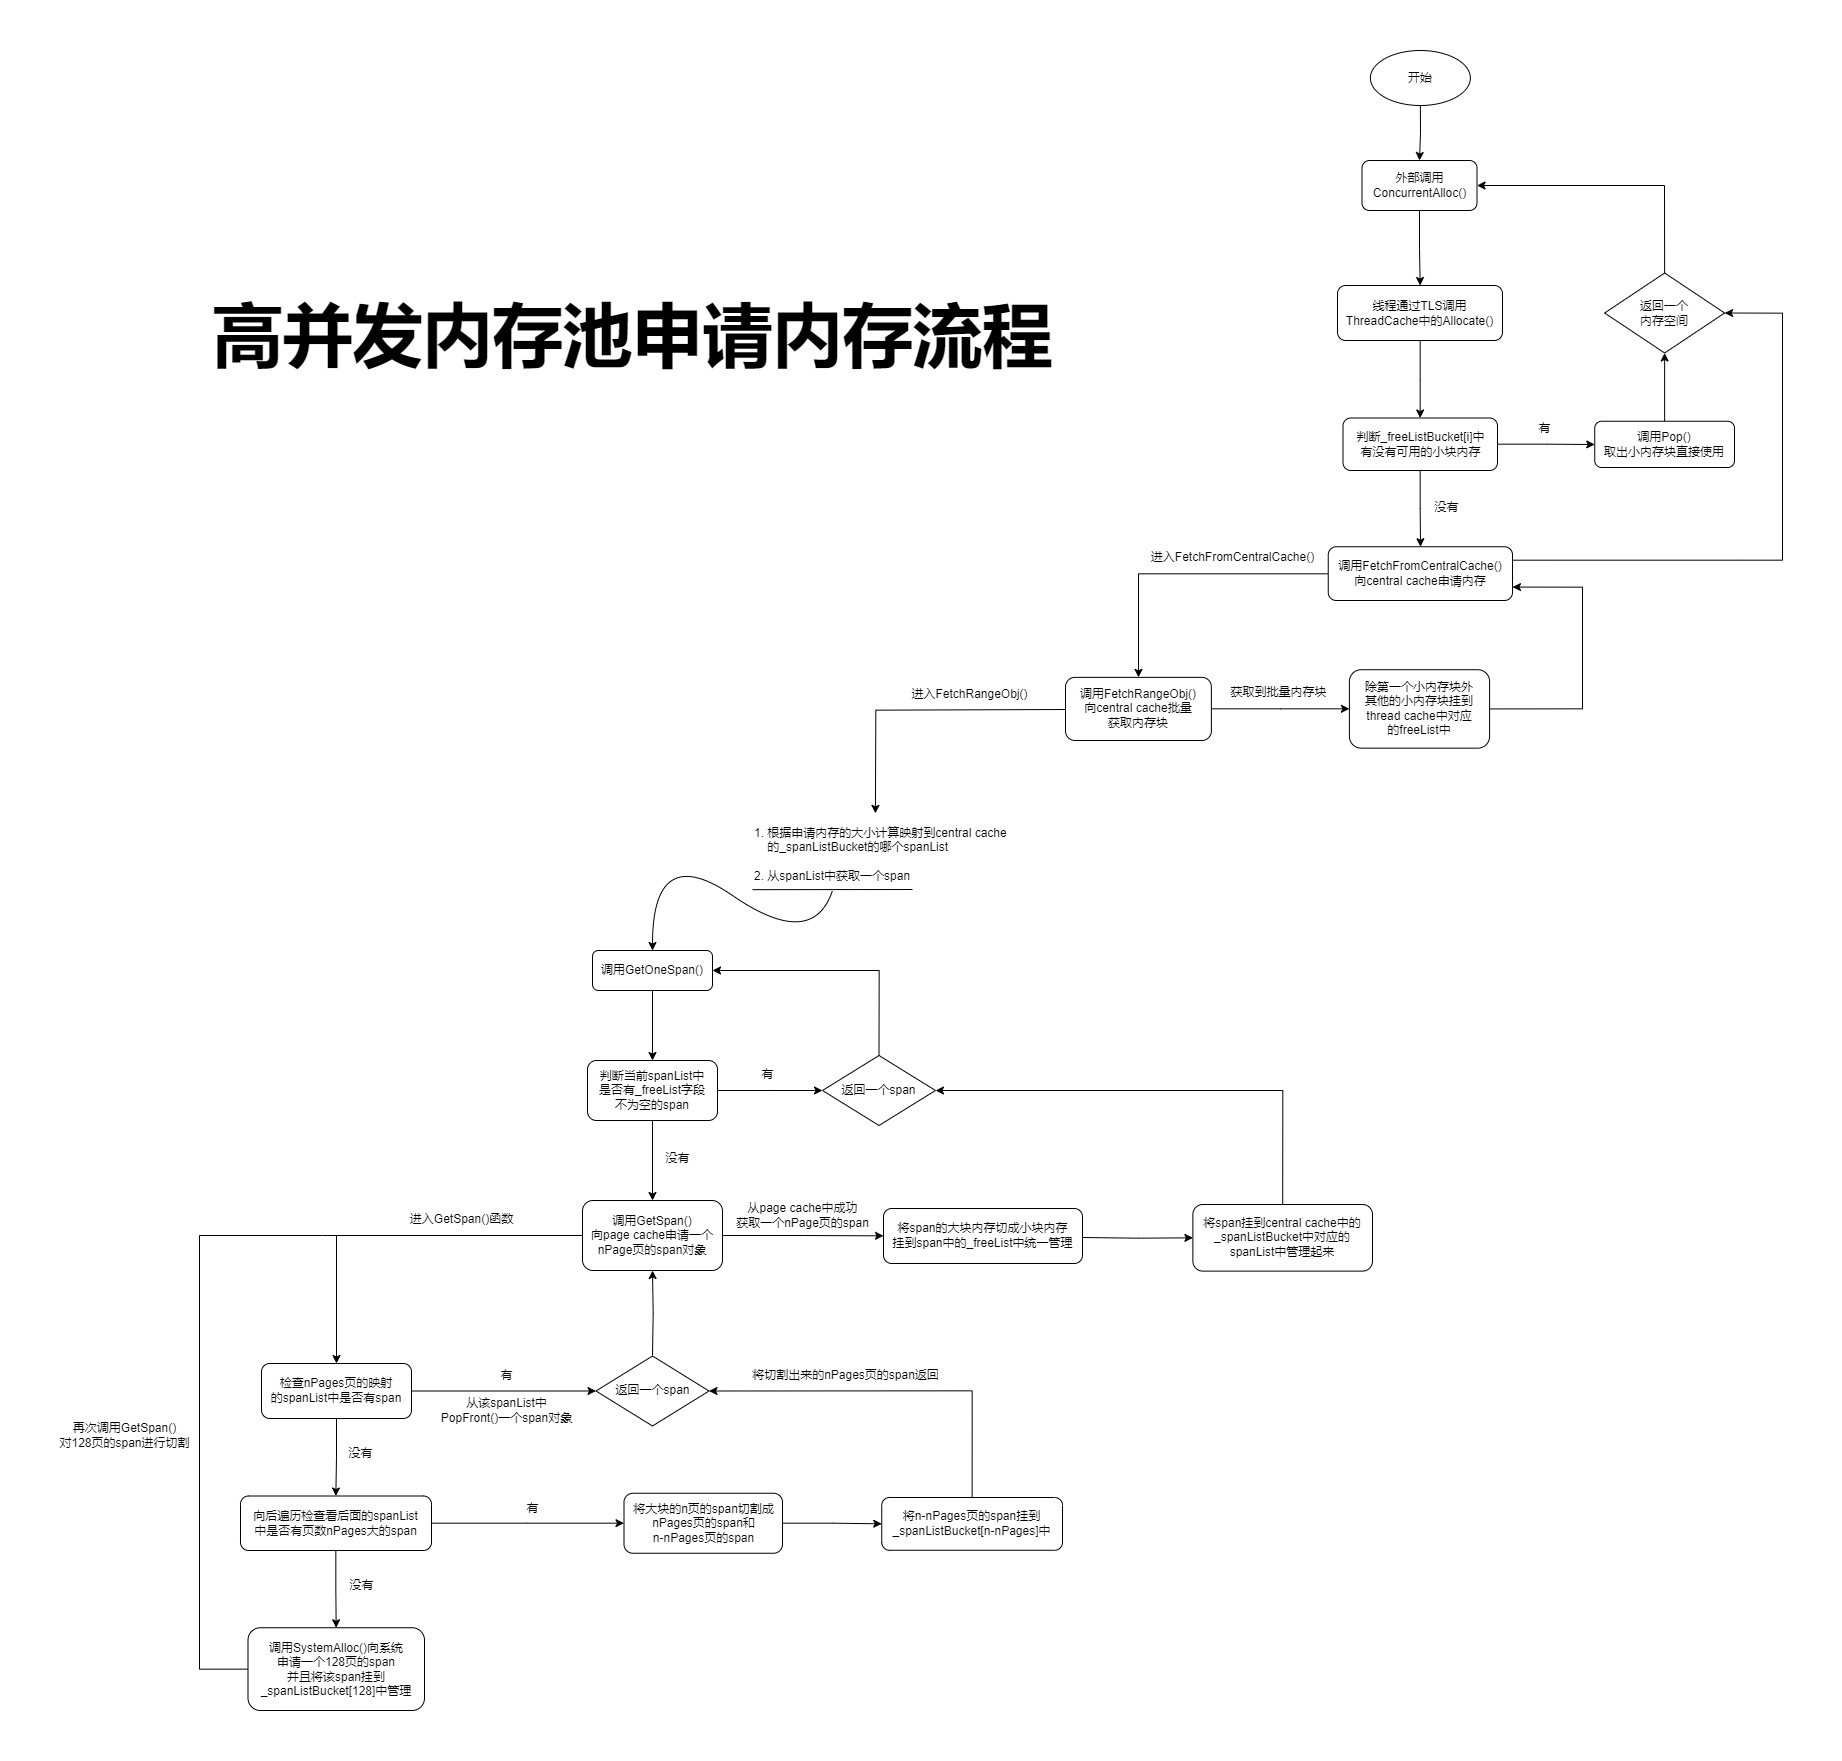 开始
外部调用
ConcurrentAlloc()
高并发内存池申请内存流程
线程通过TLS调用
ThreadCache中的Allocate()
返回一个
内存空间
判断_freeListBucket[i]中
有没有可用的小块内存
有
调用Pop()
取出小内存块直接使用
没有
进入FetchFromCentralCache()
调用FetchFromCentralCache()
向central cache申请内存
进入FetchRangeObj()
调用FetchRangeObj()
向central cache批量
获取内存块
获取到批量内存块
除第一个小内存块外
其他的小内存块挂到
thread cache中对应
的freeList中
1. 根据申请内存的大小计算映射到central cache
的_spanListBucket的哪个spanList
2. 从spanList中获取一个span
调用GetOneSpan()
判断当前spanList中
是否有_freeList字段
不为空的span
有
返回一个span
没有
进入GetSpan()函数
调用GetSpan()
向page cache申请一个
nPage页的span对象
从page cache中成功
获取一个nPage页的span
将span的大块内存切成小块内存
挂到span中的_freeList中统一管理
将span挂到central cache中的
_spanListBucket中对应的
spanList中管理起来
检查nPages页的映射
的spanList中是否有span
有
从该spanList中
PopFront()一个span对象
返回一个span
将切割出来的nPages页的span返回
再次调用GetSpan()
对128页的span进行切割
没有
向后遍历检查看后面的spanList
中是否有页数nPages大的span
有
将大块的n页的span切割成
nPages页的span和
n-nPages页的span
将n-nPages页的span挂到
_spanListBucket[n-nPages]中
没有
调用SystemAlloc()向系统
申请一个128页的span
并且将该span挂到
_spanListBucket[128]中管理